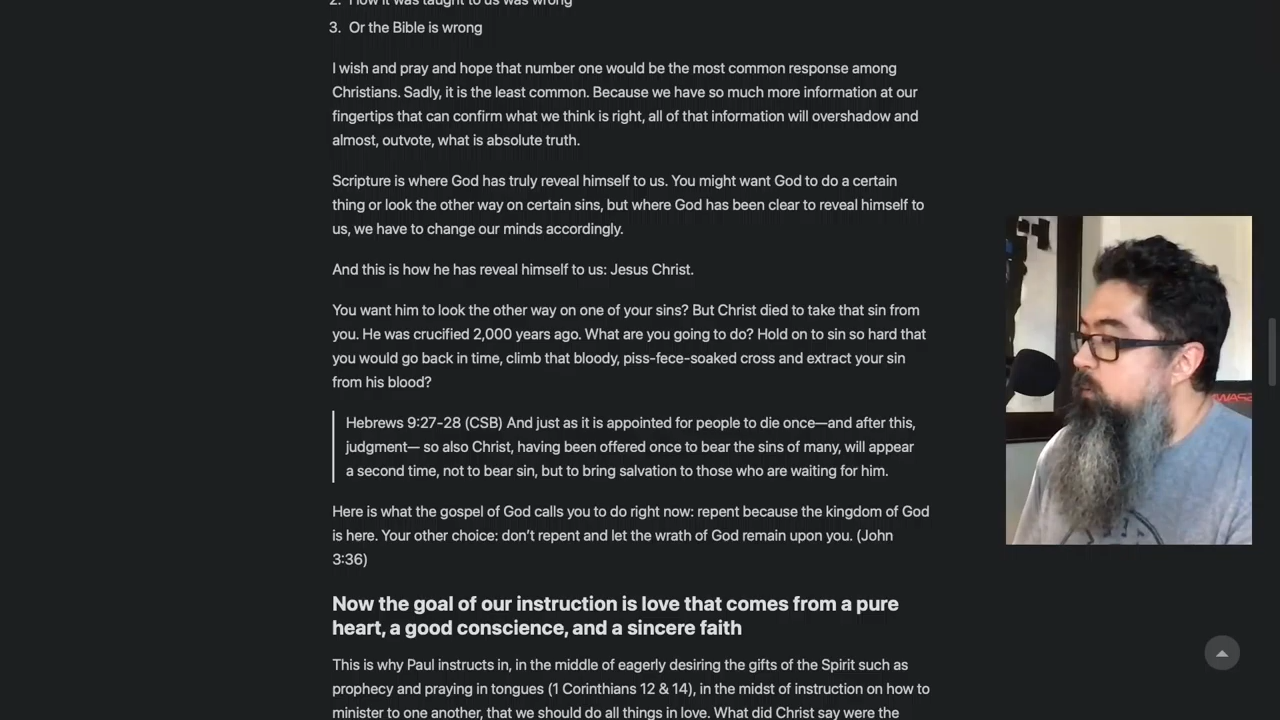 2. How it was taught to us was wrong
3. Or the Bible is wrong
I wish and pray and hope that number one would be the most common response among
Christians. Sadly, it is the least common. Because we have so much more information at our
fingertips that can confirm what we think is right, all of that information will overshadow and
almost, outvote, what is absolute truth.
Scripture is where God has truly reveal himself to us. You might want God to do a certain
thing or look the other way on certain sins, but where God has been clear to reveal himself to
us, we have to change our minds accordingly.
And this is how he has reveal himself to us: Jesus Christ.
You want him to look the other way on one of your sins? But Christ died to take that sin from
you. He was crucified 2,000 years ago. What are you going to do? Hold on to sin so hard that
you would go back in time, climb that bloody, piss-fece-soaked cross and extract your sin
from his blood?
Hebrews 9:27-28 (CSB) And just as it is appointed for people to die once—and after this,
judgment— so also Christ, having been offered once to bear the sins of many, will appear
a second time, not to bear sin, but to bring salvation to those who are waiting for him.
Here is what the gospel of God calls you to do right now: repent because the kingdom of God
is here. Your other choice: don’t repent and let the wrath of God remain upon you. (John
3:36)
Now the goal of our instruction is love that comes from a pure
heart, a good conscience, and a sincere faith
This is why Paul instructs in, in the middle of eagerly desiring the gifts of the Spirit such as
prophecy and praying in tongues (1 Corinthians 12 & 14), in the midst of instruction on how to
minister to one another, that we should do all things in love. What did Christ say were the